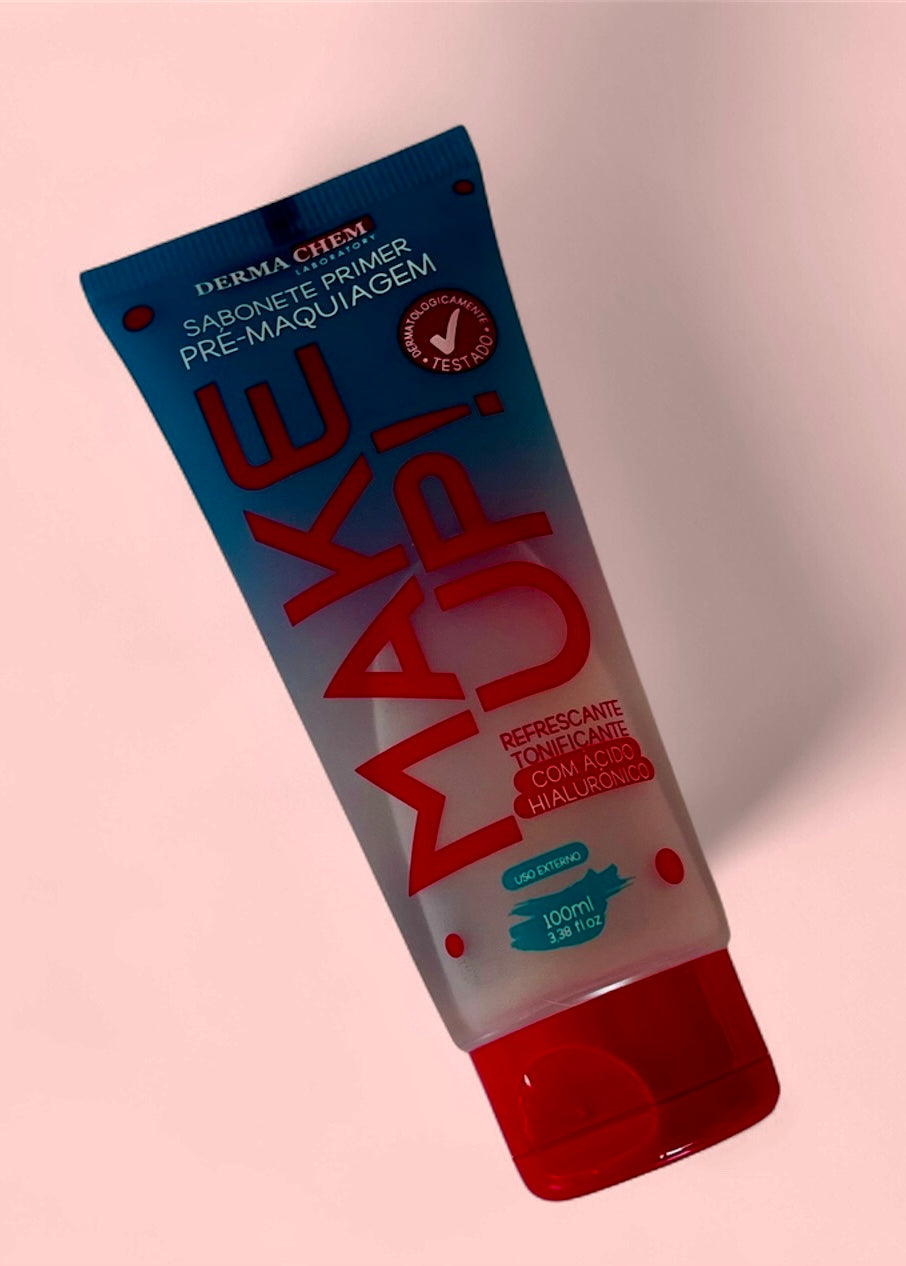 DERMA CHEM
LABORATORY
SABONETE PRIMER
PRÉ-MAQUIAGEM
• DERMATOLOGICAMENTE •
TESTADO
MAKE
UP!
REFRESCANTE
TONIFICANTE
COM ÁCIDO
HIALURÔNICO
USO EXTERNO
100ml
3,38 fl oz